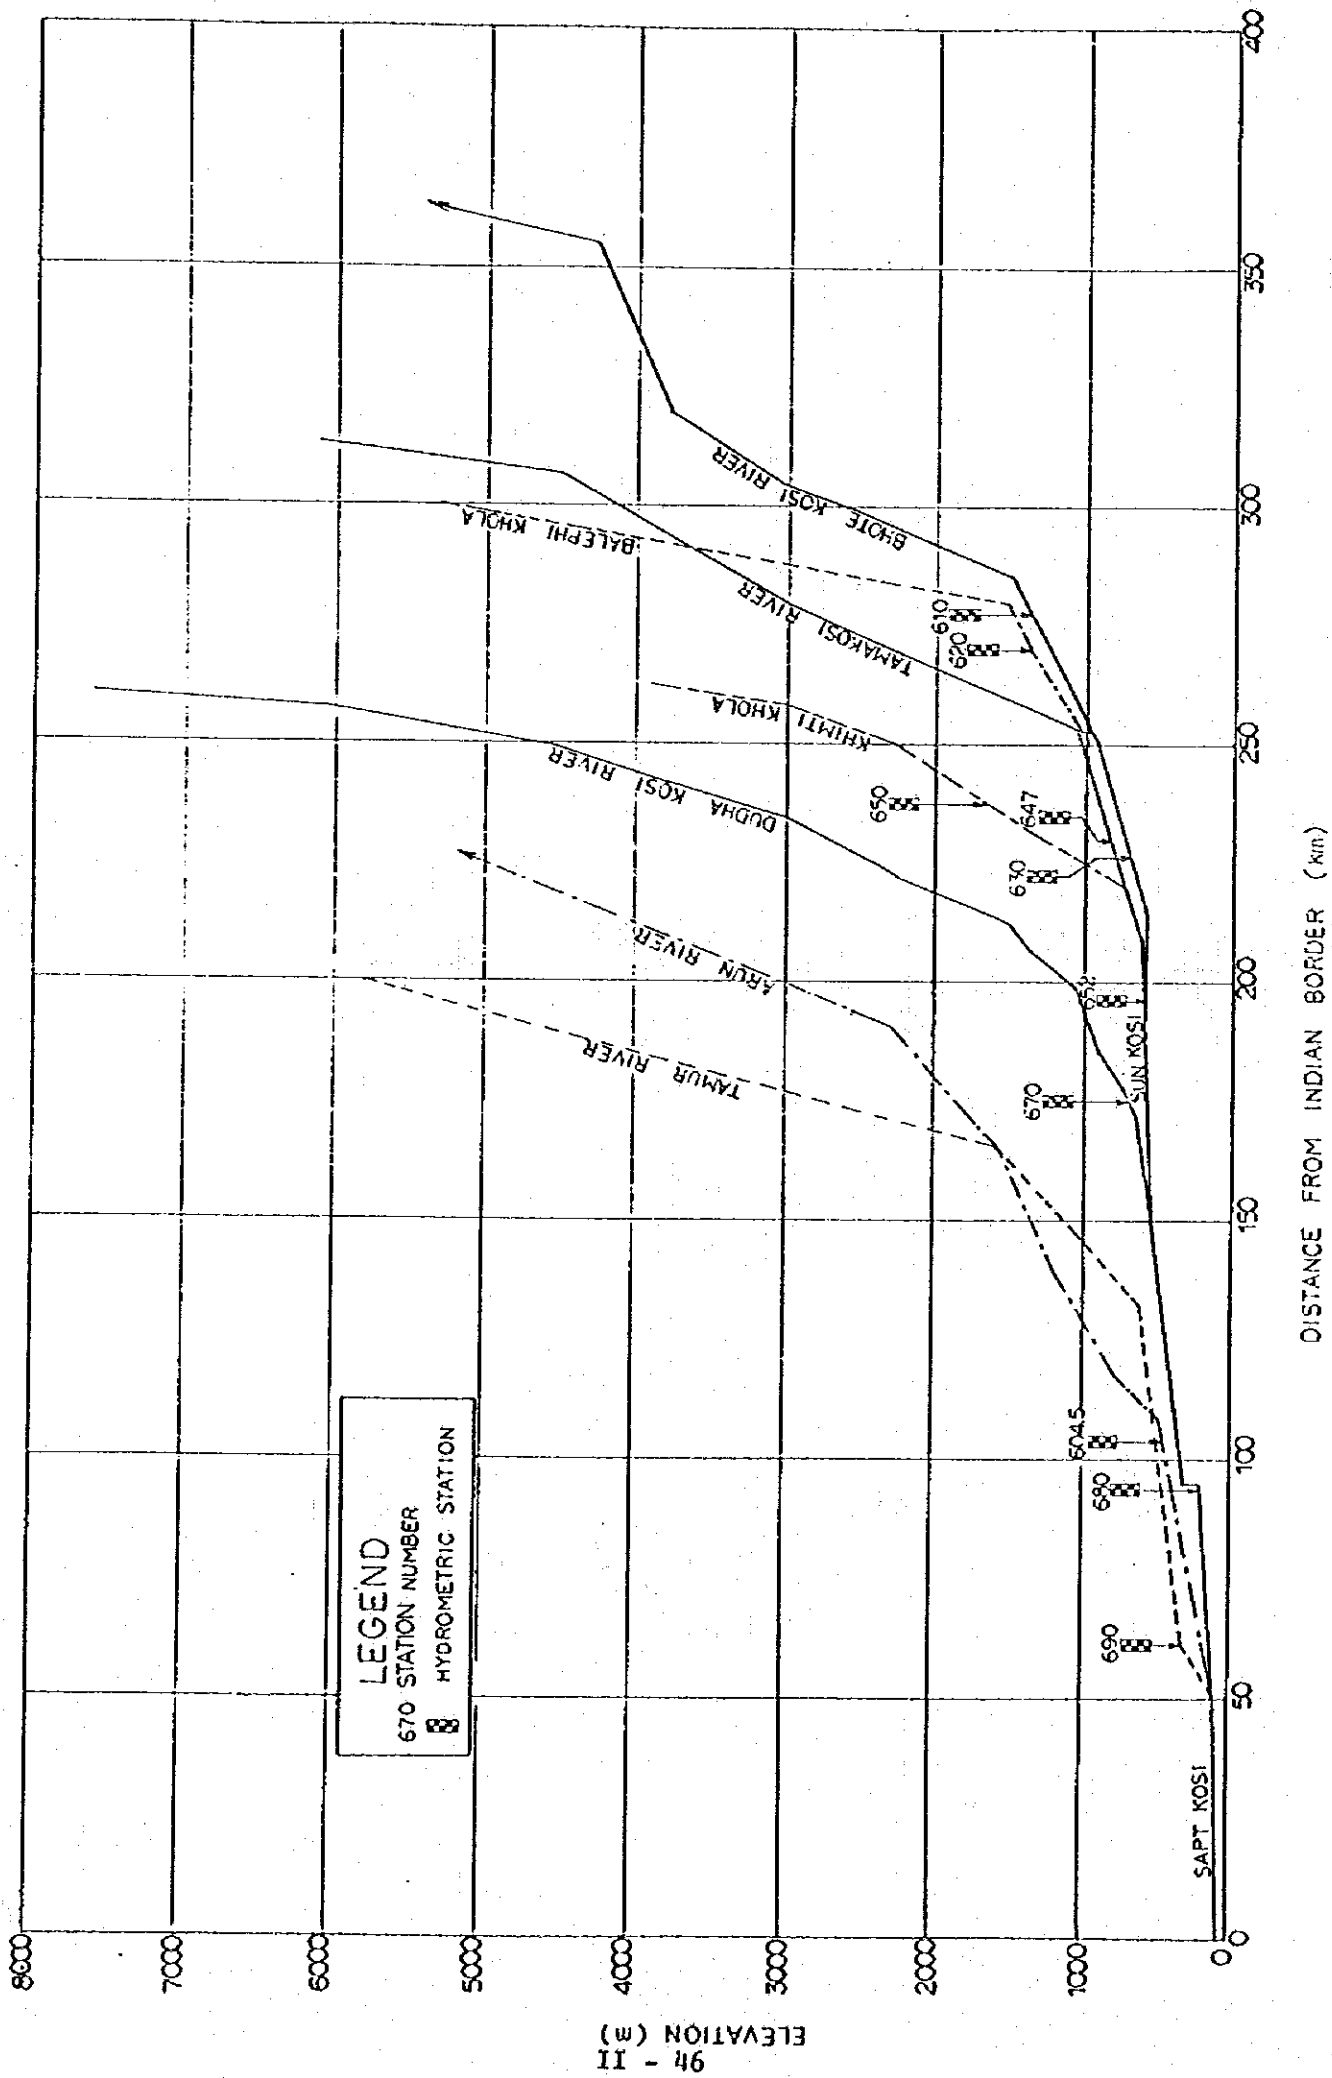 8000
7000
6000
5000
4000
3000
2000
1000
0
ELEVATION (m)
LEGEND
670 STATION NUMBER
HYDROMETRIC STATION
TAMUR RIVER
ARUN RIVER
DUDHA KOSI RIVER
KHIMTI KHOLA
TAMAKOSI RIVER
BALEPHI KHOLA
BHOTE KOSI RIVER
690
680
604.5
670
652
630
647
650
620
610
SAPT KOSI
SUN KOSI
0
50
100
150
200
250
300
350
400
DISTANCE FROM INDIAN BORDER (km)
II - 46